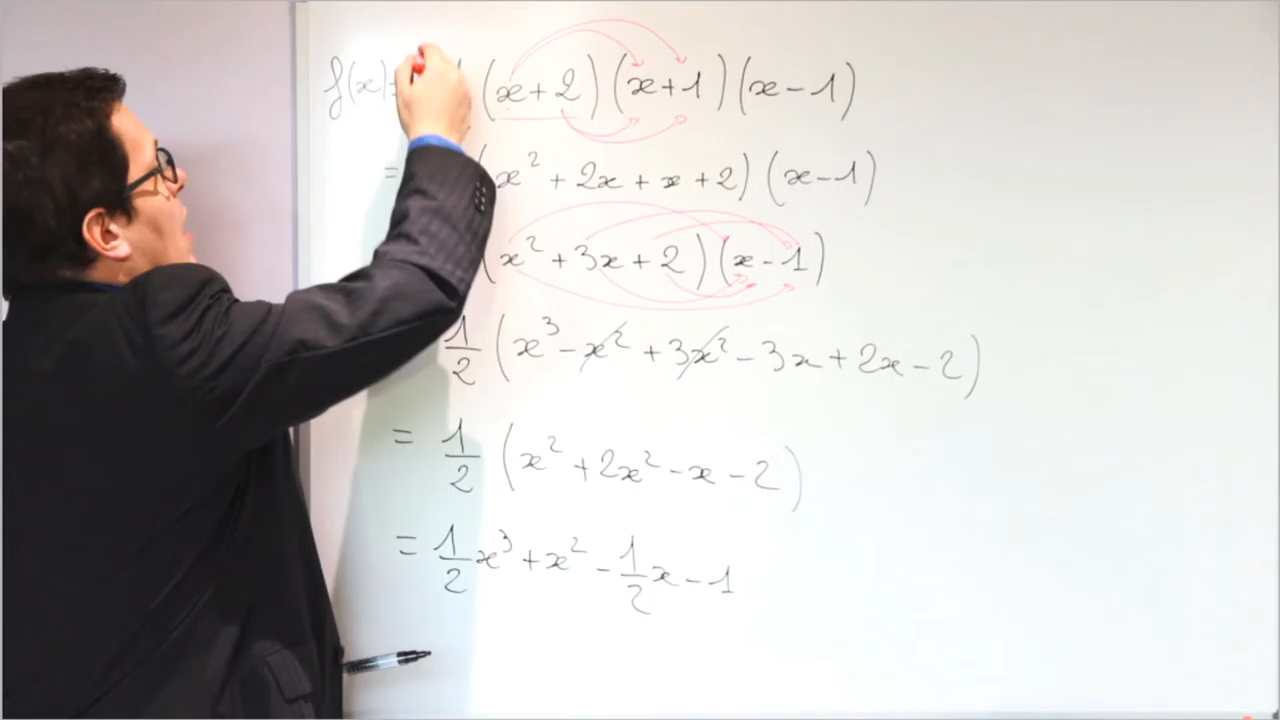 f(x) (x+2)(x+1)(x-1)
= x² + 2x + x + 2)(x-1)
(x² + 3x + 2)(x-1)
1/2 (x³ - x² + 3x² - 3x + 2x - 2)
= 1/2 (x² + 2x² - x - 2)
= 1/2 x³ + x² - 1/2 x - 1